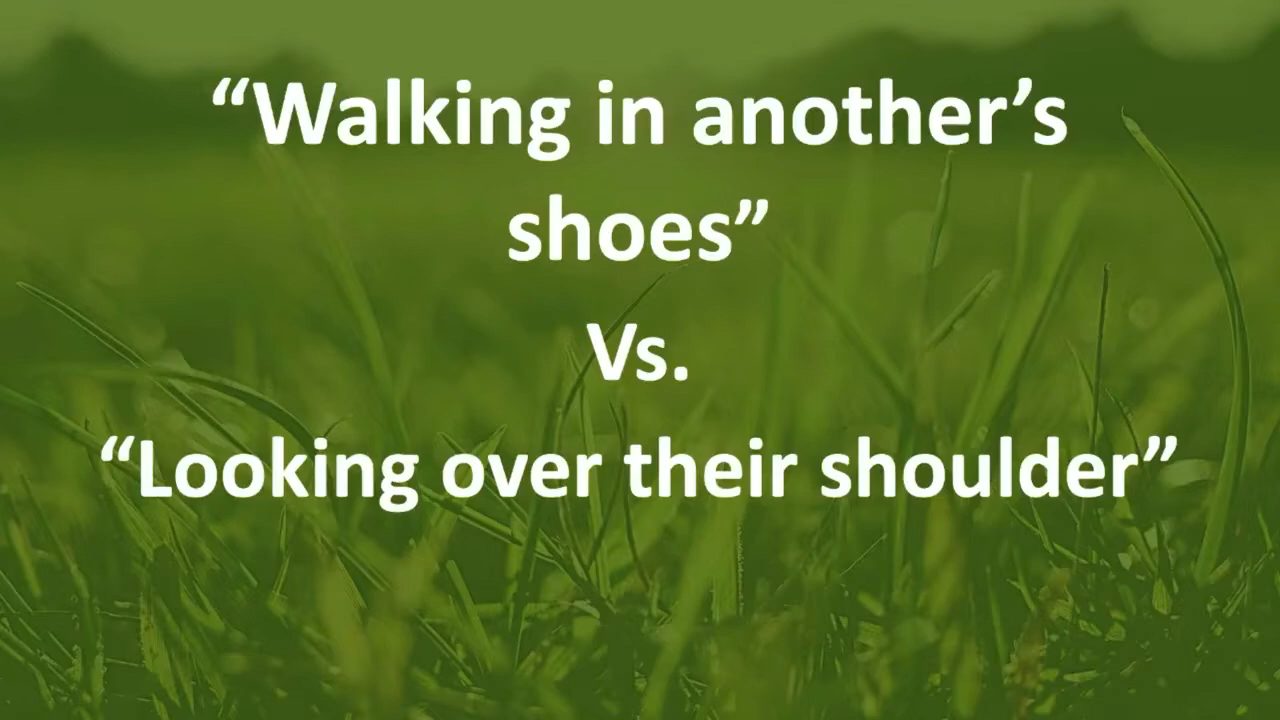 “Walking in another’s
shoes”
Vs.
“Looking over their shoulder”